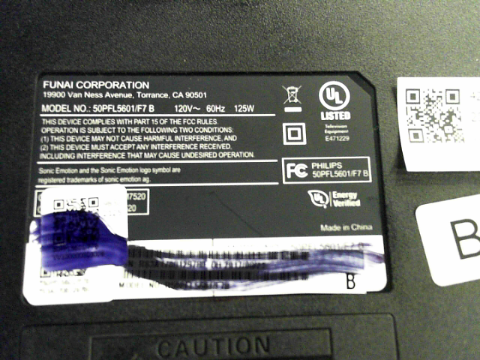 FUNAI CORPORATION
19900 Van Ness Avenue, Torrance, CA 90501
MODEL NO.: 50PFL5601/F7 B 120V~ 60Hz 125W
THIS DEVICE COMPLIES WITH PART 15 OF THE FCC RULES.
OPERATION IS SUBJECT TO THE FOLLOWING TWO CONDITIONS:
(1) THIS DEVICE MAY NOT CAUSE HARMFUL INTERFERENCE, AND
(2) THIS DEVICE MUST ACCEPT ANY INTERFERENCE RECEIVED,
INCLUDING INTERFERENCE THAT MAY CAUSE UNDESIRED OPERATION.
Sonic Emotion and the Sonic Emotion logo symbol are
registered trademarks of sonic emotion ag.
UL
LISTED
Television
Equipment
E471229
FC
PHILIPS
50PFL5601/F7 B
UL
Energy
Verified
Made in China
B
B
CAUTION